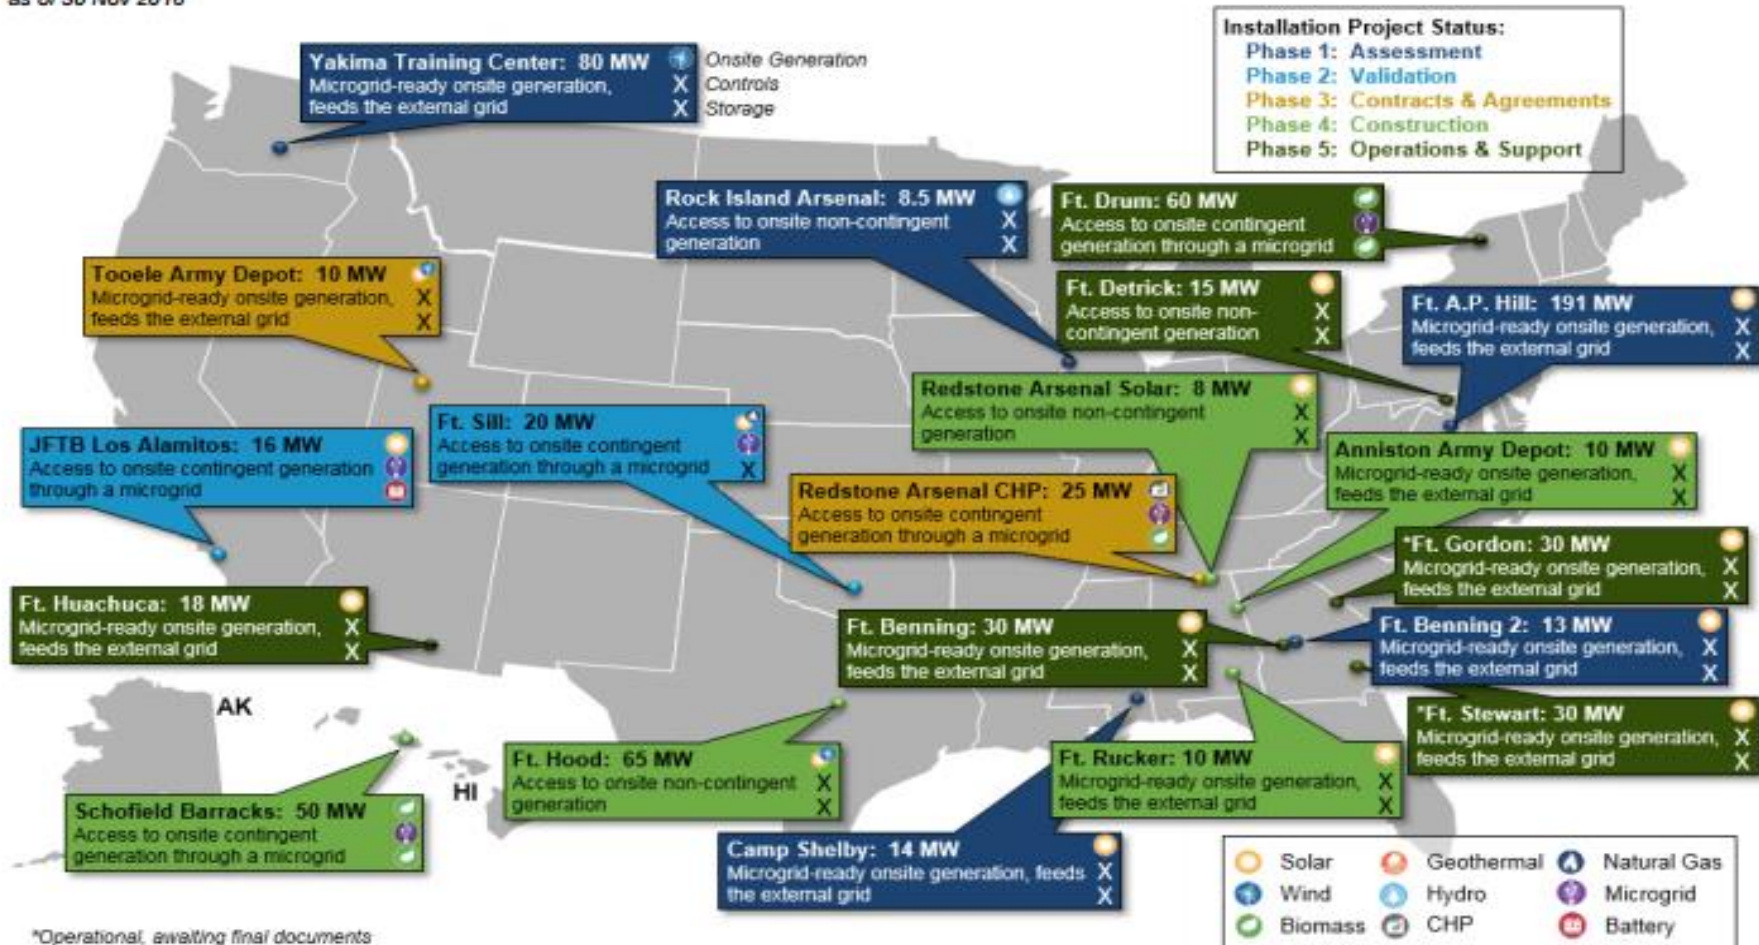 as of 30 Nov 2016
Installation Project Status:
Phase 1: Assessment
Phase 2: Validation
Phase 3: Contracts & Agreements
Phase 4: Construction
Phase 5: Operations & Support
Yakima Training Center: 80 MW
Microgrid-ready onsite generation,
feeds the external grid
X
X
Onsite Generation
Controls
Storage
Rock Island Arsenal: 8.5 MW
Access to onsite non-contingent
generation
X
X
Ft. Drum: 60 MW
Access to onsite contingent
generation through a microgrid
Tooele Army Depot: 10 MW
Microgrid-ready onsite generation,
feeds the external grid
X
X
Ft. Detrick: 15 MW
Access to onsite non-
contingent generation
X
X
Ft. A.P. Hill: 191 MW
Microgrid-ready onsite generation,
feeds the external grid
X
X
Redstone Arsenal Solar: 8 MW
Access to onsite non-contingent
generation
X
X
JFTB Los Alamitos: 16 MW
Access to onsite contingent generation
through a microgrid
Ft. Sill: 20 MW
Access to onsite contingent
generation through a microgrid
X
Anniston Army Depot: 10 MW
Microgrid-ready onsite generation,
feeds the external grid
X
X
Redstone Arsenal CHP: 25 MW
Access to onsite contingent
generation through a microgrid
*Ft. Gordon: 30 MW
Microgrid-ready onsite generation,
feeds the external grid
X
X
Ft. Huachuca: 18 MW
Microgrid-ready onsite generation,
feeds the external grid
X
X
Ft. Benning: 30 MW
Microgrid-ready onsite generation,
feeds the external grid
X
X
Ft. Benning 2: 13 MW
Microgrid-ready onsite generation,
feeds the external grid
X
X
AK
HI
*Ft. Stewart: 30 MW
Microgrid-ready onsite generation,
feeds the external grid
X
X
Ft. Hood: 65 MW
Access to onsite non-contingent
generation
X
X
Ft. Rucker: 10 MW
Microgrid-ready onsite generation,
feeds the external grid
X
X
Schofield Barracks: 50 MW
Access to onsite contingent
generation through a microgrid
Camp Shelby: 14 MW
Microgrid-ready onsite generation, feeds
the external grid
X
X
Solar
Geothermal
Natural Gas
Wind
Hydro
Microgrid
Biomass
CHP
Battery
*Operational, awaiting final documents